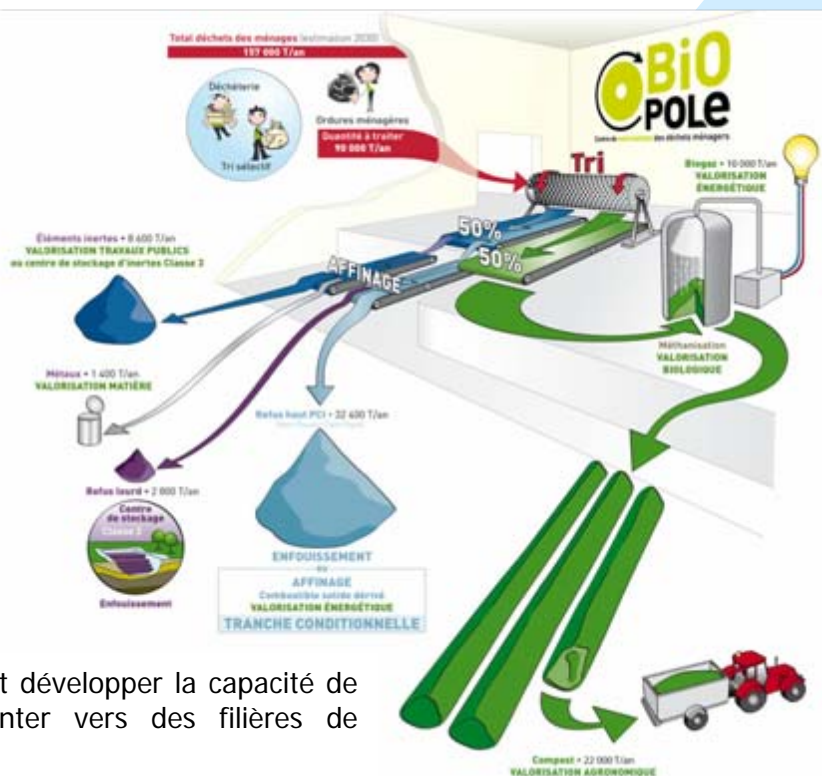 Total déchets des ménages (estimation 2030)
157 000 T/an
Déchèterie
Tri sélectif
Ordures ménagères
Quantité à traiter
90 000 T/an
BiO
POLe
Centre de
des déchets ménagers
Tri
Biogaz • 10 000 T/an
VALORISATION
ÉNERGÉTIQUE
50%
50%
AFFINAGE
Éléments inertes • 8 600 T/an
VALORISATION TRAVAUX PUBLICS
ou centre de stockage d'inertes Classe 3
Méthanisation
VALORISATION
BIOLOGIQUE
Métaux • 1 400 T/an
VALORISATION MATIÈRE
Refus haut PCI • 32 400 T/an
Refus lourd • 2 000 T/an
Centre
de stockage
Classe 2
Enfouissement
ENFOUISSEMENT
ou
AFFINAGE
Combustible solide dérivé
VALORISATION ÉNERGÉTIQUE
TRANCHE CONDITIONNELLE
t développer la capacité de
nter vers des filières de
Compost • 22 000 T/an
VALORISATION AGRONOMIQUE